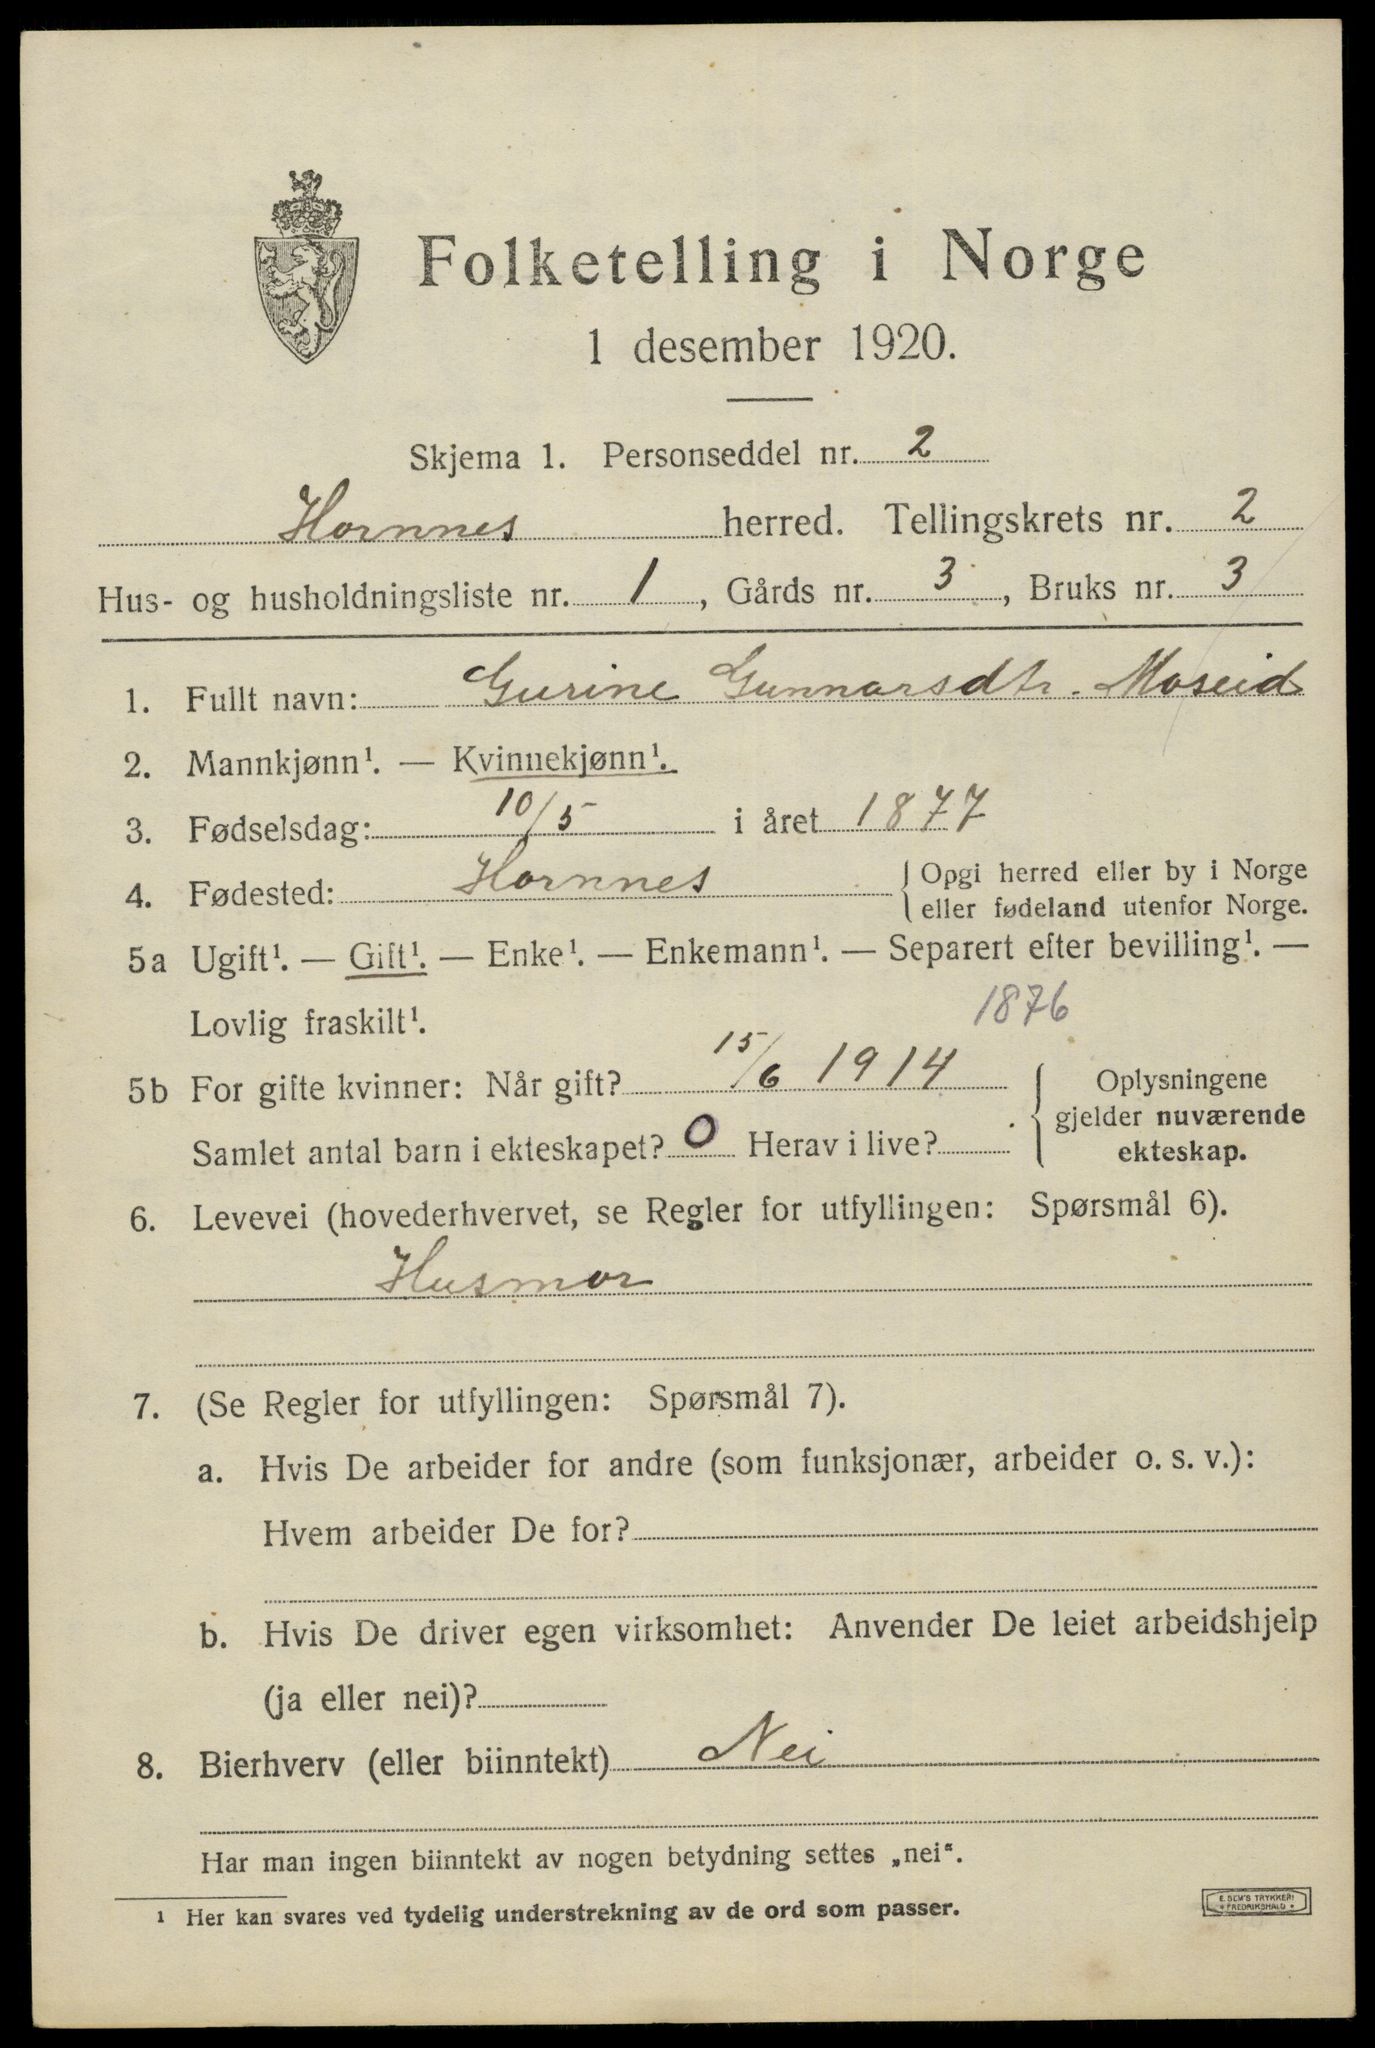 Folketelling i Norge
1 desember 1920.
Skjema 1. Personseddel nr. 2
Hornnes herred. Tellingskrets nr. 2
Hus- og husholdningsliste nr. 1, Gårds nr. 3, Bruks nr. 3
1. Fullt navn: Gurine Gunnarsdtr. Moseid
2. Mannkjønn¹. — Kvinnekjønn¹.
3. Fødselsdag: 10/5 i året 1877
4. Fødested: Hornnes { Opgi herred eller by i Norge
eller fødeland utenfor Norge.
5a Ugift¹. — Gift¹. — Enke¹. — Enkemann¹. — Separert efter bevilling¹. —
Lovlig fraskilt¹. 1876
5b For gifte kvinner: Når gift? 15/6 1914
Samlet antal barn i ekteskapet? 0 Herav i live? .
{ Oplysningene
gjelder nuværende
ekteskap.
6. Levevei (hovederhvervet, se Regler for utfyllingen: Spørsmål 6).
Husmor
7. (Se Regler for utfyllingen: Spørsmål 7).
a. Hvis De arbeider for andre (som funksjonær, arbeider o. s. v.):
Hvem arbeider De for?
b. Hvis De driver egen virksomhet: Anvender De leiet arbeidshjelp
(ja eller nei)?
8. Bierhverv (eller biinntekt) Nei
Har man ingen biinntekt av nogen betydning settes „nei“.
¹ Her kan svares ved tydelig understrekning av de ord som passer.
E. SEM'S TRYKKERI
* FREDRIKSHALD *